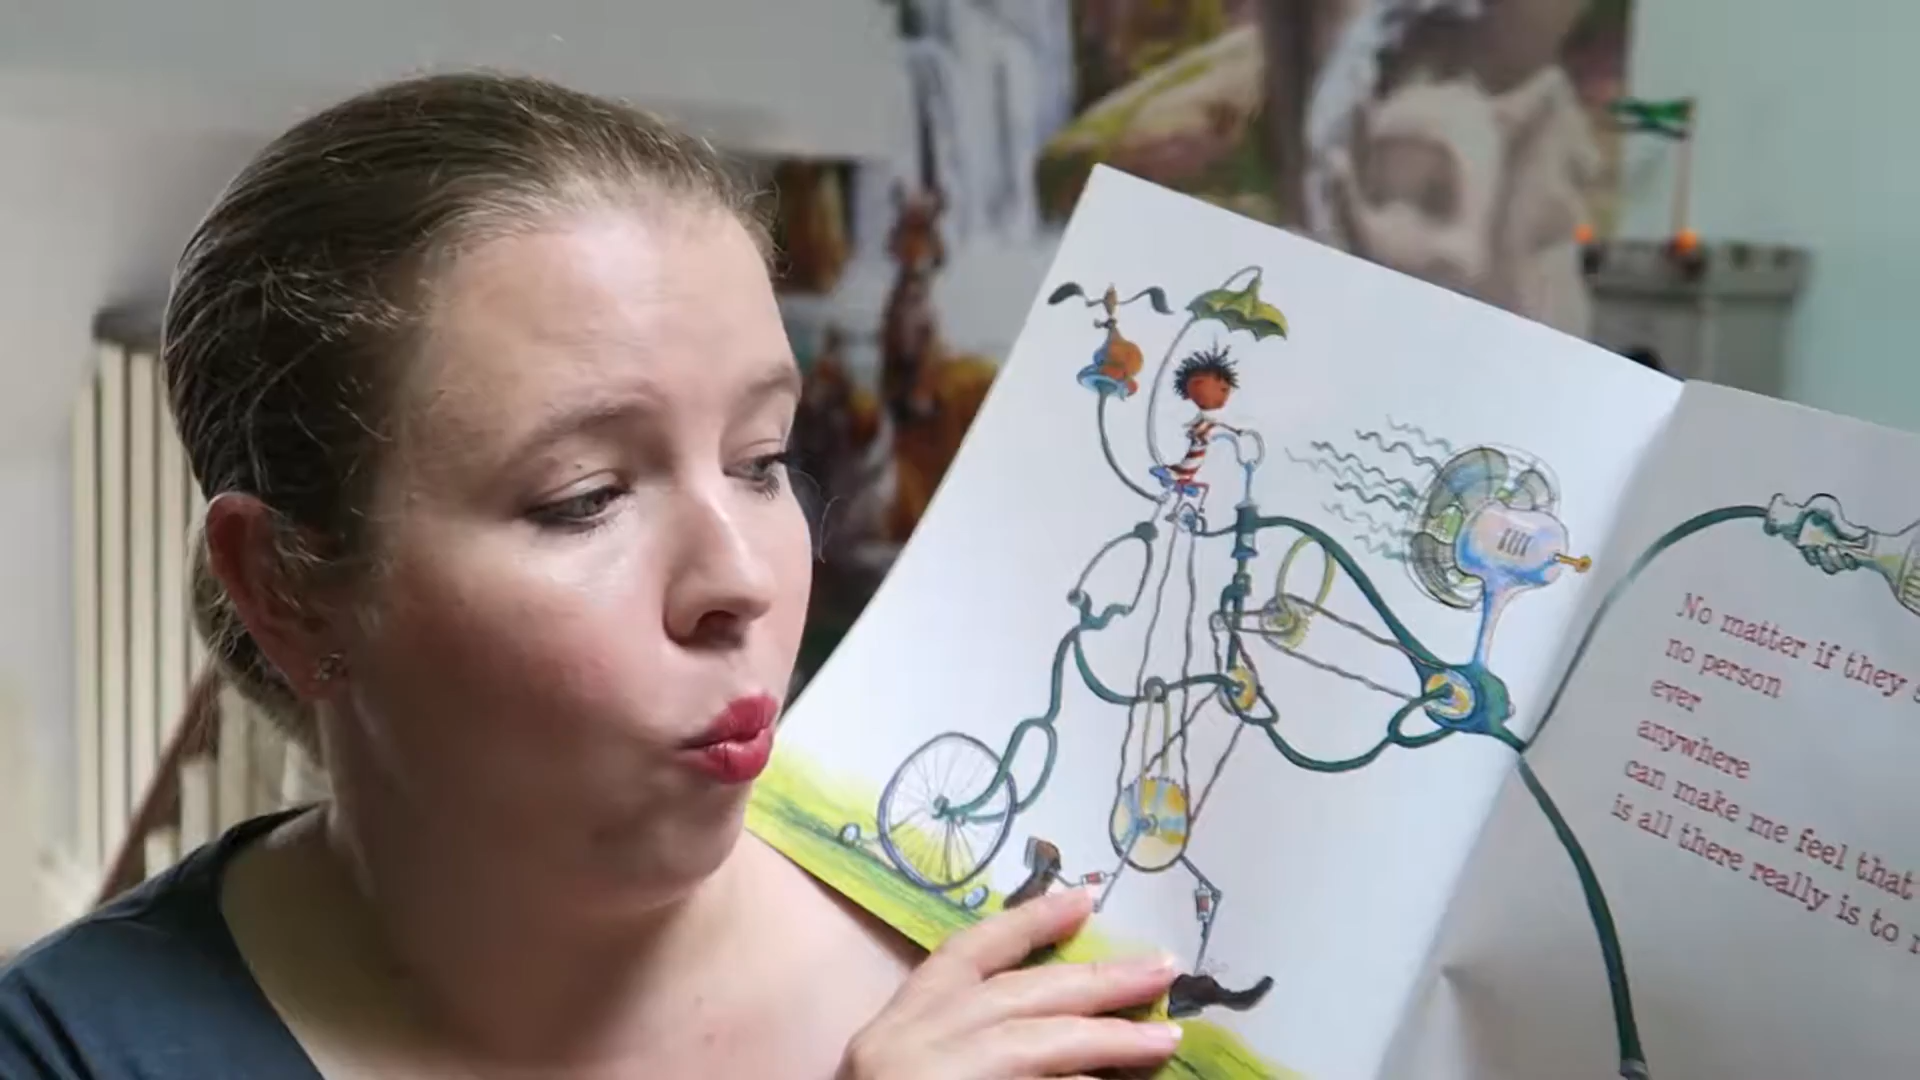 No matter if they
no person
ever
anywhere
can make me feel that
is all there really is to